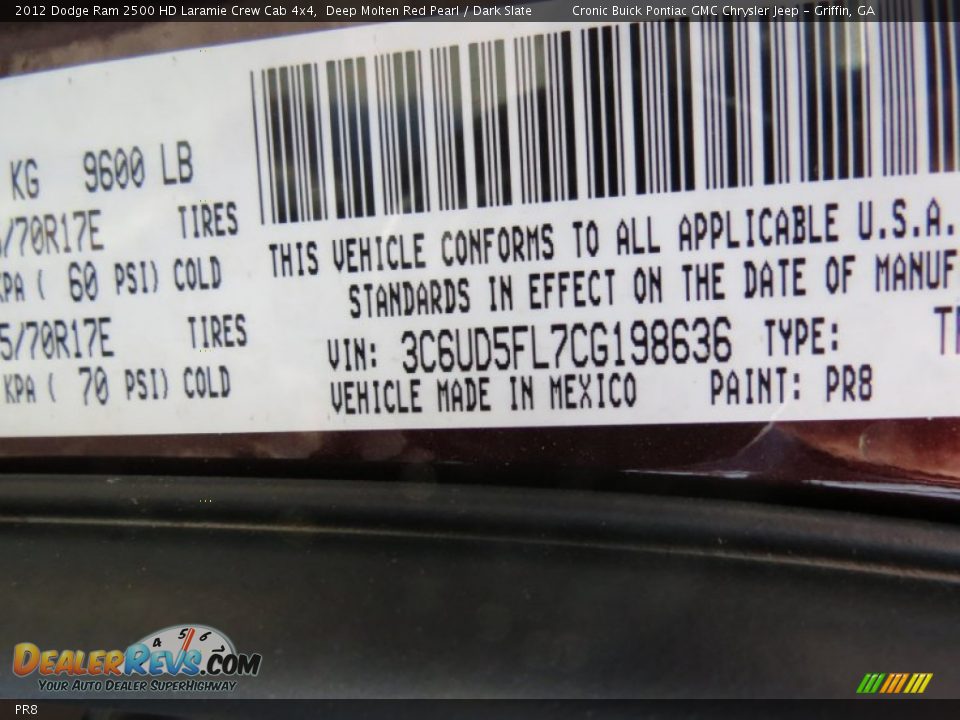 2012 Dodge Ram 2500 HD Laramie Crew Cab 4x4, Deep Molten Red Pearl / Dark Slate Cronic Buick Pontiac GMC Chrysler Jeep - Griffin, GA
KG 9600 LB
/70R17E TIRES
KPA ( 60 PSI) COLD
5/70R17E TIRES
KPA ( 70 PSI) COLD
THIS VEHICLE CONFORMS TO ALL APPLICABLE U.S.A.
STANDARDS IN EFFECT ON THE DATE OF MANUF
VIN: 3C6UD5FL7CG198636 TYPE:
VEHICLE MADE IN MEXICO PAINT: PR8
4 5 6
DEALERREVS.COM
YOUR AUTO DEALER SUPERHIGHWAY
PR8